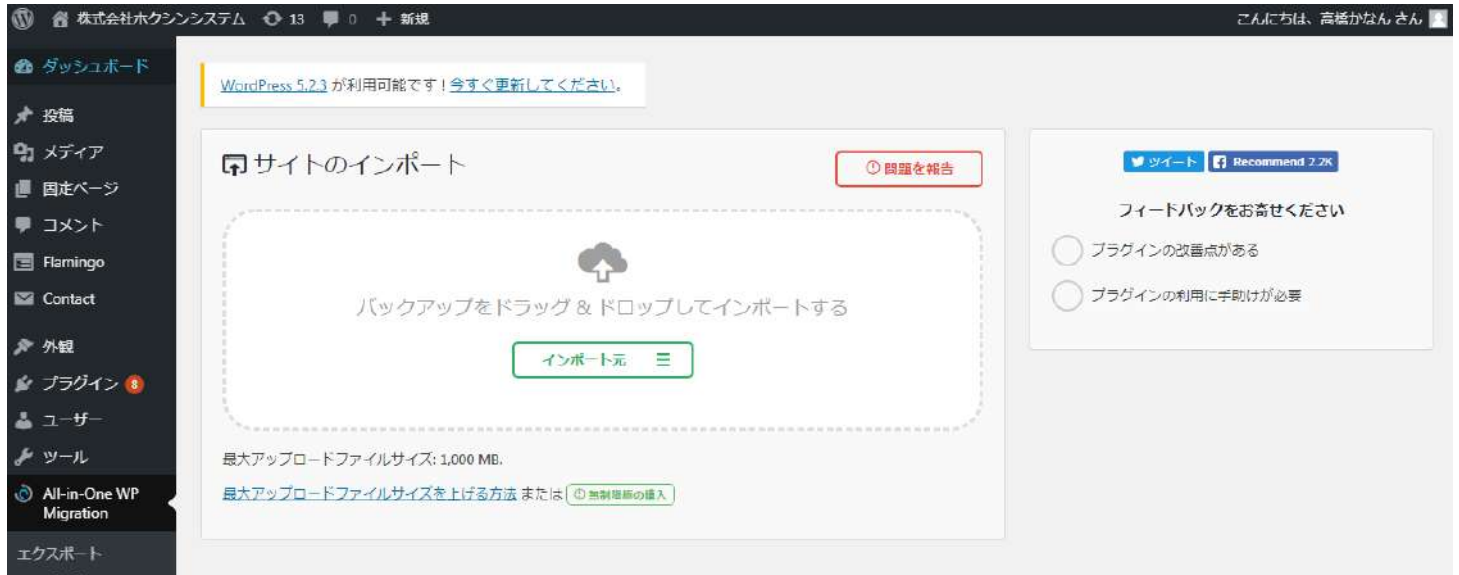 株式会社ホクシンシステム 13 0 新規
こんにちは、高橋かなん さん
ダッシュボード
投稿
メディア
固定ページ
コメント
Flamingo
Contact
外観
プラグイン 8
ユーザー
ツール
All-in-One WP
Migration
エクスポート
WordPress 5.2.3 が利用可能です ! 今すぐ更新してください。
サイトのインポート
問題を報告
バックアップをドラッグ & ドロップしてインポートする
インポート元
最大アップロードファイルサイズ: 1,000 MB.
最大アップロードファイルサイズを上げる方法 または 無制限版の購入
ツイート Recommend 2.2K
フィードバックをお寄せください
プラグインの改善点がある
プラグインの利用に手助けが必要